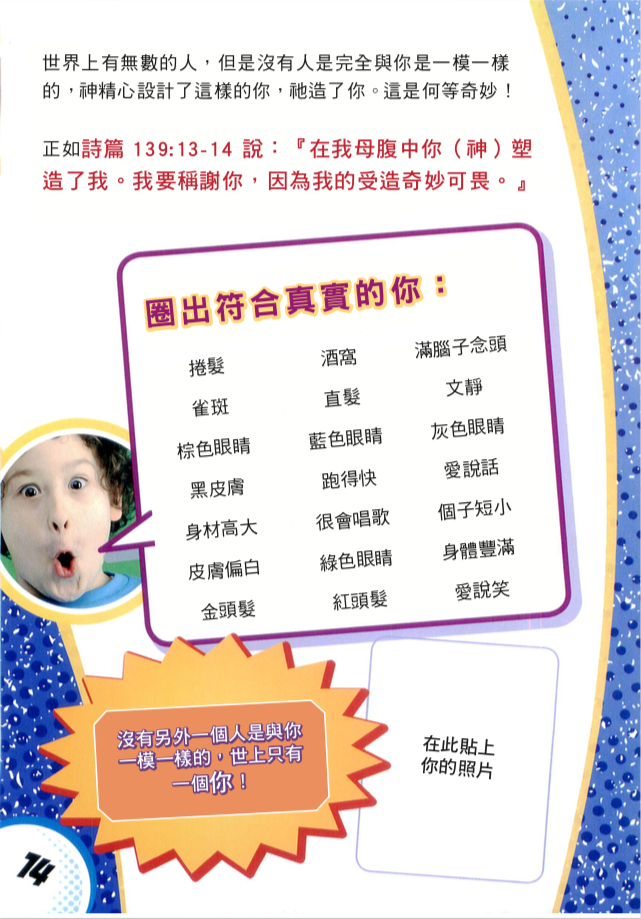 世界上有無數的人，但是沒有人是完全與你是一模一樣
的，神精心設計了這樣的你，祂造了你。這是何等奇妙！
正如詩篇 139:13-14 說：『在我母腹中你（神）塑
造了我。我要稱謝你，因為我的受造奇妙可畏。』
圈出符合真實的你：
捲髮 酒窩 滿腦子念頭
雀斑 直髮 文靜
棕色眼睛 藍色眼睛 灰色眼睛
黑皮膚 跑得快 愛說話
身材高大 很會唱歌 個子短小
皮膚偏白 綠色眼睛 身體豐滿
金頭髮 紅頭髮 愛說笑
沒有另外一個人是與你
一模一樣的，世上只有
一個你！
在此貼上
你的照片
14